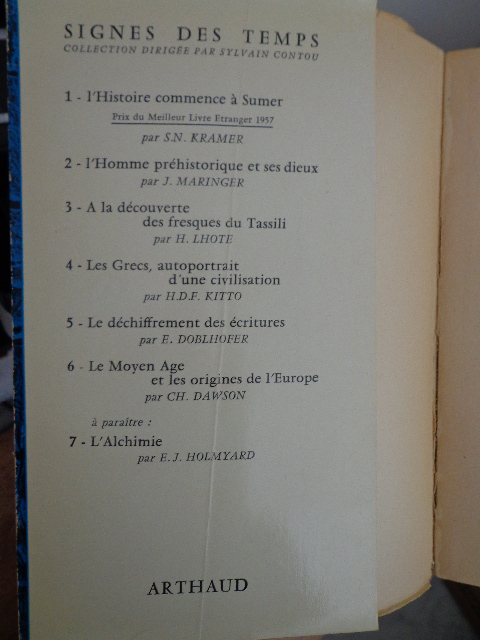 SIGNES DES TEMPS
COLLECTION DIRIGÉE PAR SYLVAIN CONTOU
1 - l'Histoire commence à Sumer
Prix du Meilleur Livre Etranger 1957
par S.N. KRAMER
2 - l'Homme préhistorique et ses dieux
par J. MARINGER
3 - A la découverte
des fresques du Tassili
par H. LHOTE
4 - Les Grecs, autoportrait
d'une civilisation
par H.D.F. KITTO
5 - Le déchiffrement des écritures
par E. DOBLHOFER
6 - Le Moyen Age
et les origines de l'Europe
par CH. DAWSON
à paraître :
7 - L'Alchimie
par E. J. HOLMYARD
ARTHAUD